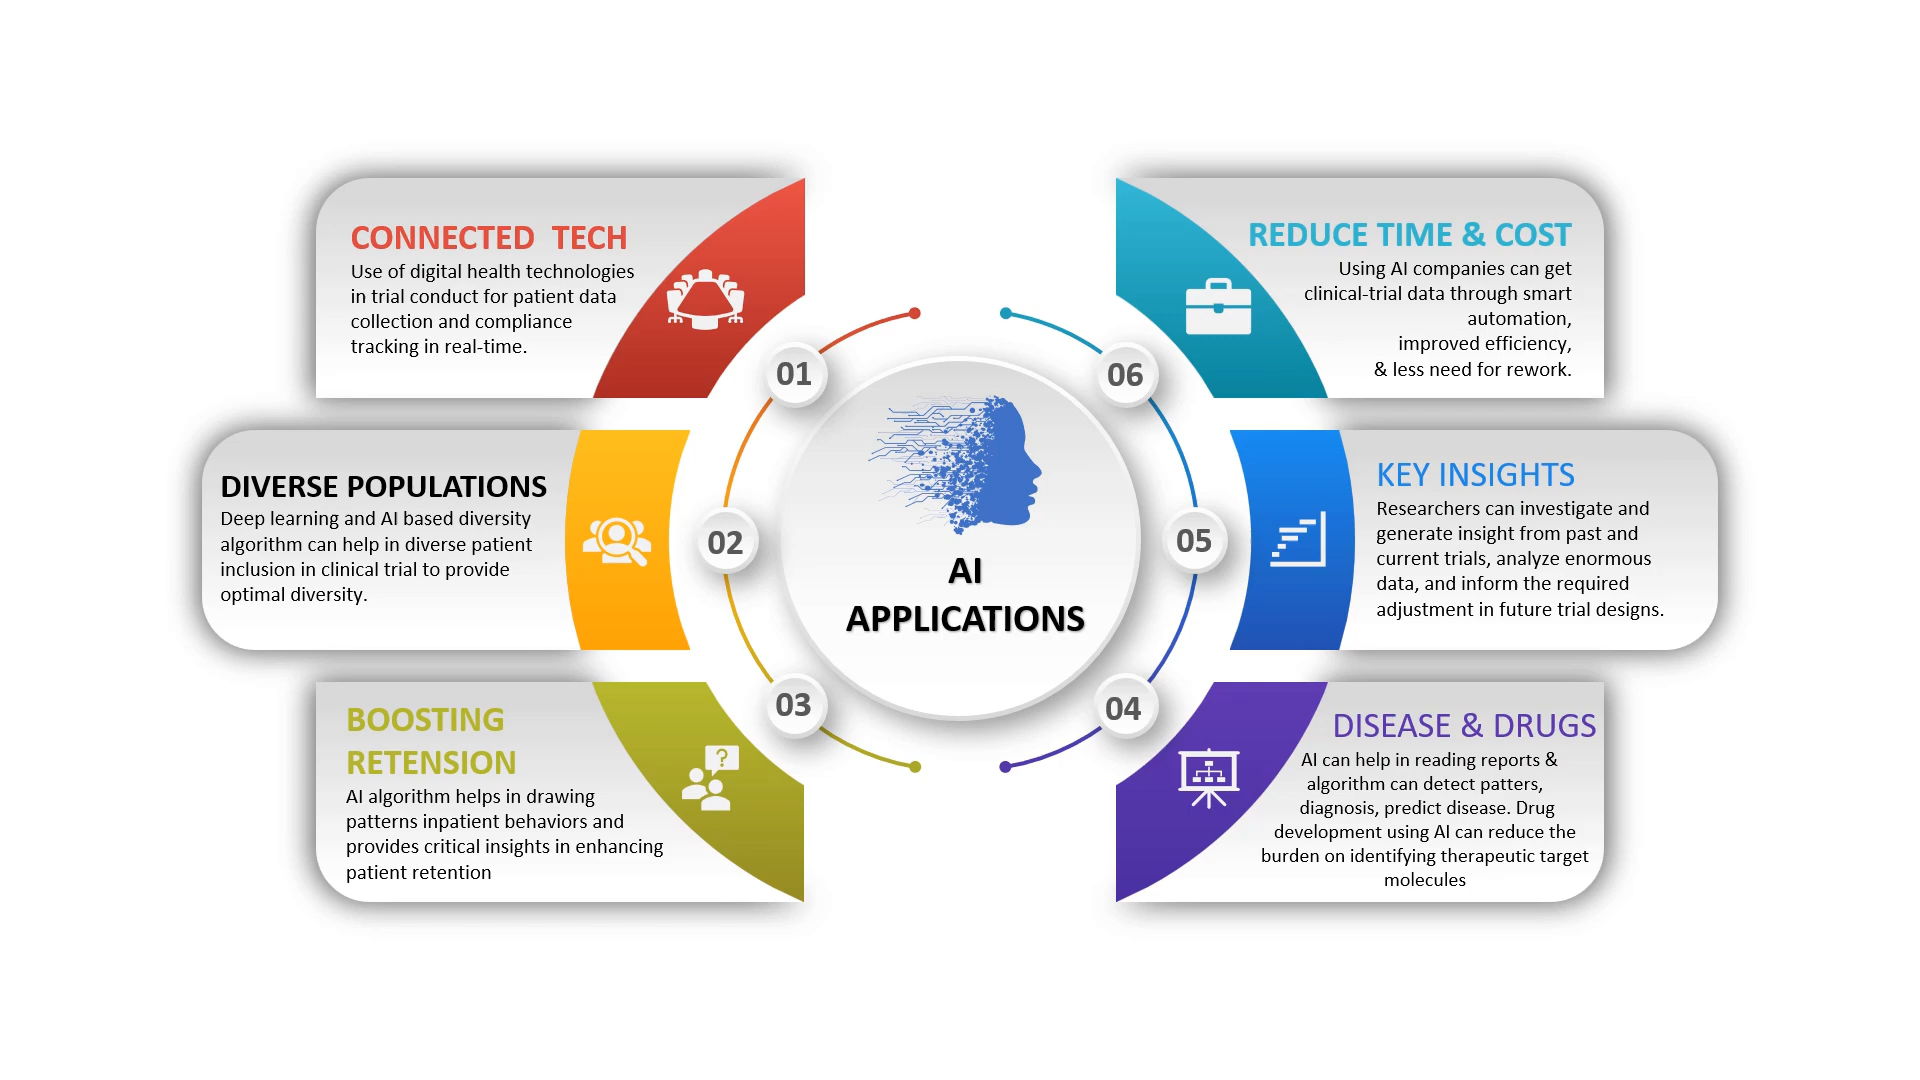 CONNECTED  TECH
Use of digital health technologies
in trial conduct for patient data
collection and compliance
tracking in real-time.
01
DIVERSE POPULATIONS
Deep learning and AI based diversity
algorithm can help in diverse patient
inclusion in clinical trial to provide
optimal diversity.
02
BOOSTING
RETENSION
AI algorithm helps in drawing
patterns inpatient behaviors and
provides critical insights in enhancing
patient retention
?
03
AI
APPLICATIONS
04
DISEASE & DRUGS
AI can help in reading reports &
algorithm can detect patters,
diagnosis, predict disease. Drug
development using AI can reduce the
burden on identifying therapeutic target
molecules
05
KEY INSIGHTS
Researchers can investigate and
generate insight from past and
current trials, analyze enormous
data, and inform the required
adjustment in future trial designs.
06
REDUCE TIME & COST
Using AI companies can get
clinical-trial data through smart
automation,
improved efficiency,
& less need for rework.